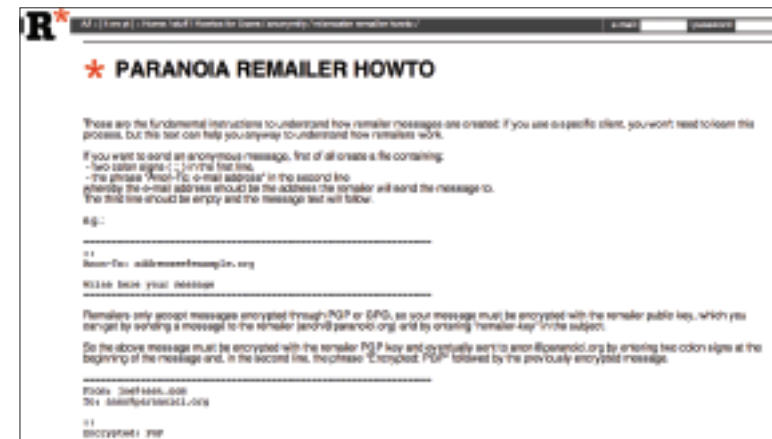 R*
e-mail password
* PARANOIA REMAILER HOWTO
These are the fundamental instructions to understand how remailer messages are created; if you use a specific client, you won't need to learn this
process, but this text can help you anyway to understand how remailers work.
If you want to send an anonymous message, first of all create a file containing:
- two colon signs ( :: ) in the first line,
- the phrase "Anon-To: e-mail address" in the second line
whereby the e-mail address should be the address the remailer will send the message to.
The third line should be empty and the message text will follow.
e.g.:
::
Anon-To: addressee@example.org
Write here your message
Remailers only accept messages encrypted through PGP or GPG, so your message must be encrypted with the remailer public key, which you
can get by sending a message to the remailer (anon@paranoici.org) and by entering "remailer-key" in the subject.
So the above message must be encrypted with the remailer PGP key and eventually sent to anon@paranoici.org by entering two colon signs at the
beginning of the message and, in the second line, the phrase "Encrypted: PGP" followed by the previously encrypted message.
From:
To: anon@paranoici.org
::
Encrypted: PGP